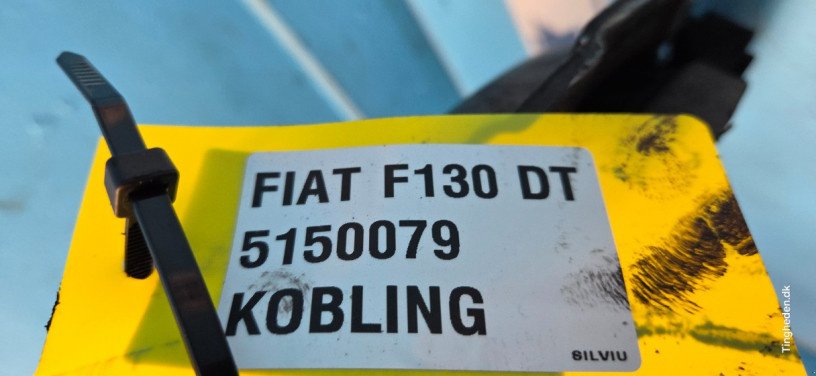 FIAT F130 DT
5150079
KOBLING
SILVIU
Tingheden.dk